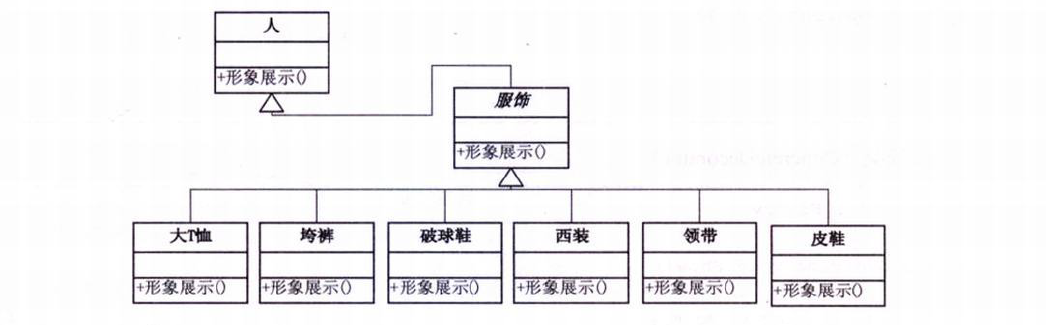 人
+形象展示()
服饰
+形象展示()
大T恤
垮裤
破球鞋
西装
领带
皮鞋
+形象展示()
+形象展示()
+形象展示()
+形象展示()
+形象展示()
+形象展示()